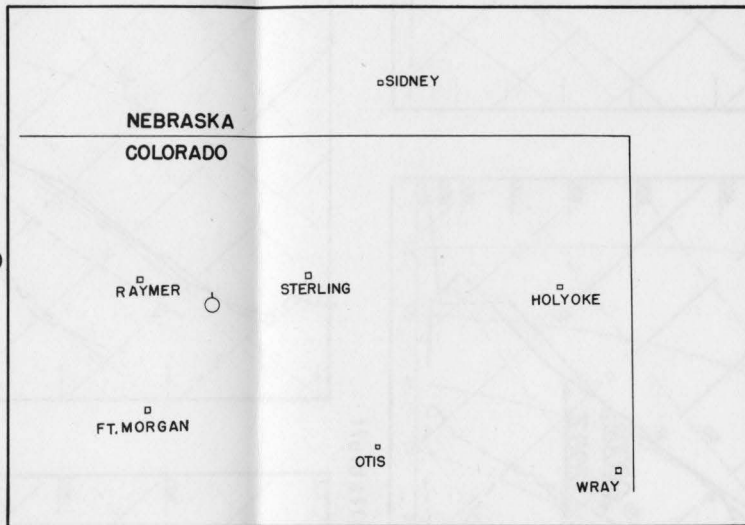 SIDNEY
NEBRASKA
COLORADO
RAYMER
STERLING
HOLYOKE
FT. MORGAN
OTIS
WRAY